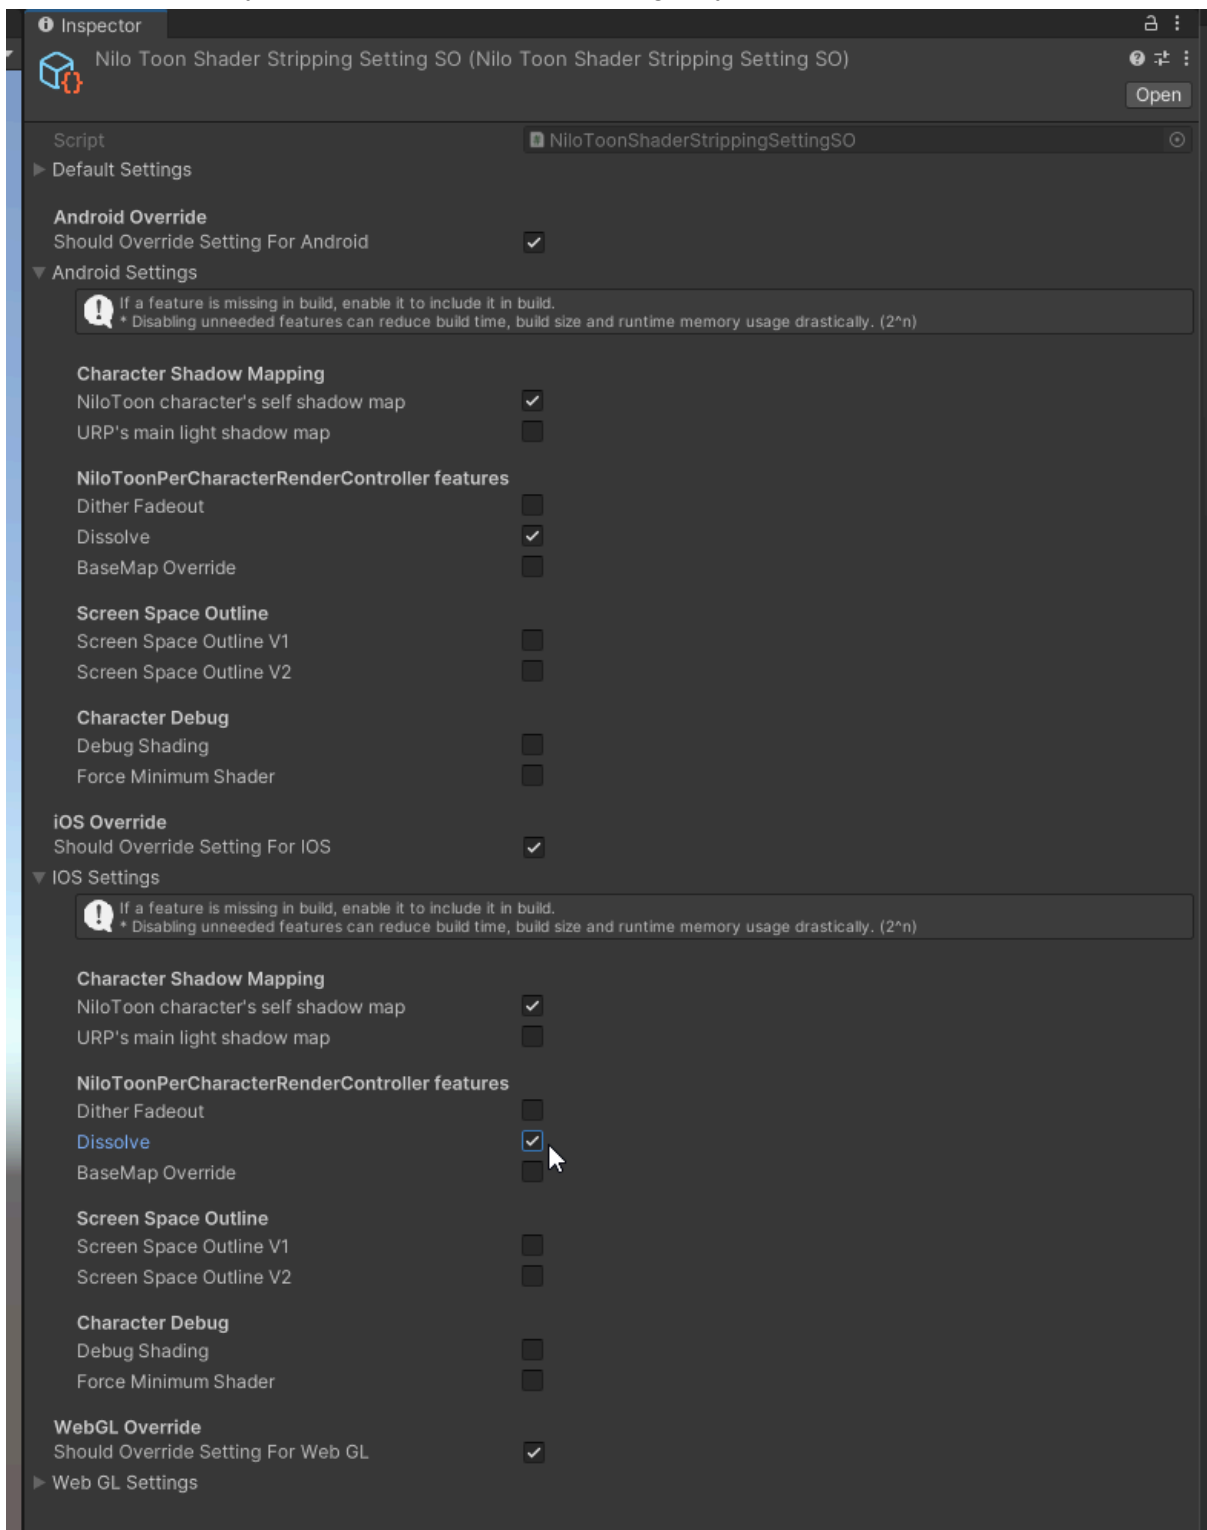 Inspector
Nilo Toon Shader Stripping Setting SO (Nilo Toon Shader Stripping Setting SO)
Open
Script NiloToonShaderStrippingSettingSO
Default Settings
Android Override
Should Override Setting For Android
Android Settings
If a feature is missing in build, enable it to include it in build.
* Disabling unneeded features can reduce build time, build size and runtime memory usage drastically. (2^n)
Character Shadow Mapping
NiloToon character's self shadow map
URP's main light shadow map
NiloToonPerCharacterRenderController features
Dither Fadeout
Dissolve
BaseMap Override
Screen Space Outline
Screen Space Outline V1
Screen Space Outline V2
Character Debug
Debug Shading
Force Minimum Shader
iOS Override
Should Override Setting For IOS
IOS Settings
If a feature is missing in build, enable it to include it in build.
* Disabling unneeded features can reduce build time, build size and runtime memory usage drastically. (2^n)
Character Shadow Mapping
NiloToon character's self shadow map
URP's main light shadow map
NiloToonPerCharacterRenderController features
Dither Fadeout
Dissolve
BaseMap Override
Screen Space Outline
Screen Space Outline V1
Screen Space Outline V2
Character Debug
Debug Shading
Force Minimum Shader
WebGL Override
Should Override Setting For Web GL
Web GL Settings